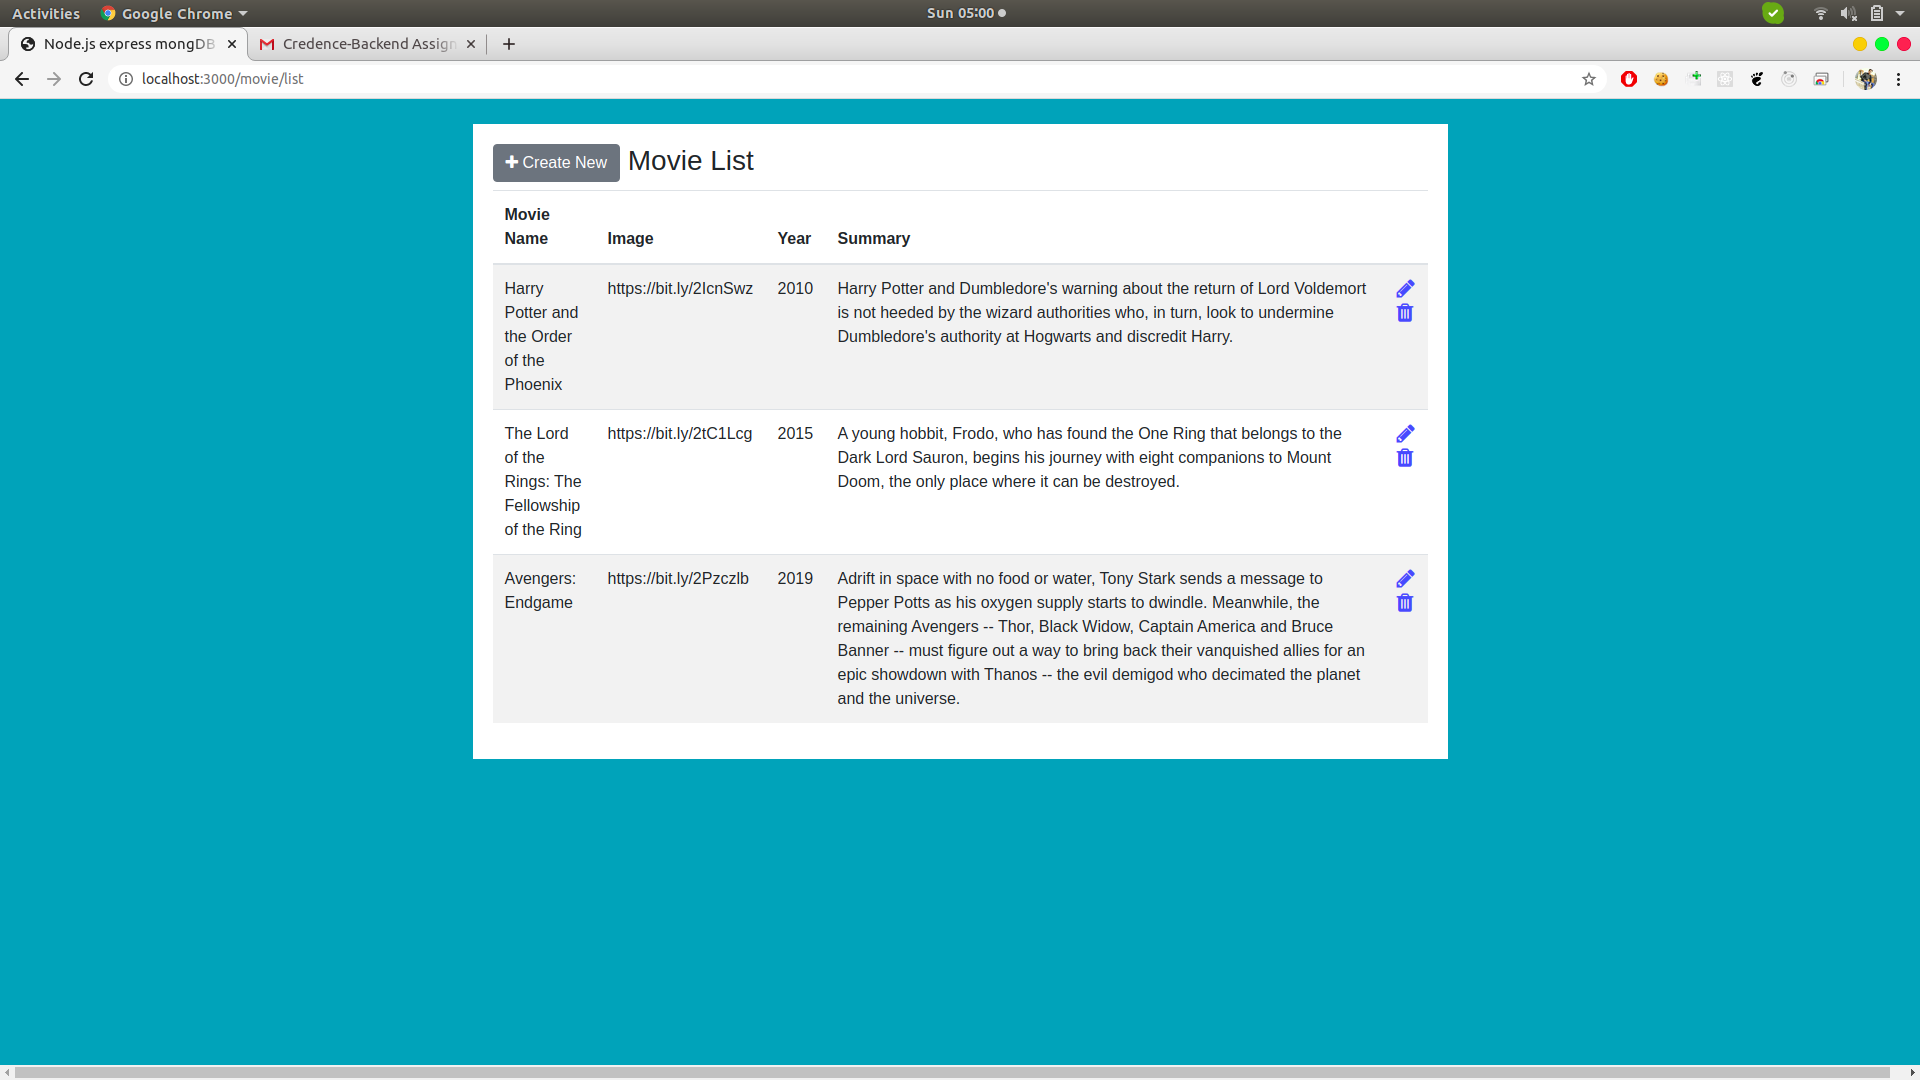 Activities Google Chrome Sun 05:00
Node.js express mongDB Credence-Backend Assign
localhost:3000/movie/list
Create New Movie List
Movie
Name Image Year Summary
Harry https://bit.ly/2IcnSwz 2010 Harry Potter and Dumbledore's warning about the return of Lord Voldemort
Potter and is not heeded by the wizard authorities who, in turn, look to undermine
the Order Dumbledore's authority at Hogwarts and discredit Harry.
of the
Phoenix
The Lord https://bit.ly/2tC1Lcg 2015 A young hobbit, Frodo, who has found the One Ring that belongs to the
of the Dark Lord Sauron, begins his journey with eight companions to Mount
Rings: The Doom, the only place where it can be destroyed.
Fellowship
of the Ring
Avengers: https://bit.ly/2Pzczlb 2019 Adrift in space with no food or water, Tony Stark sends a message to
Endgame Pepper Potts as his oxygen supply starts to dwindle. Meanwhile, the
remaining Avengers -- Thor, Black Widow, Captain America and Bruce
Banner -- must figure out a way to bring back their vanquished allies for an
epic showdown with Thanos -- the evil demigod who decimated the planet
and the universe.